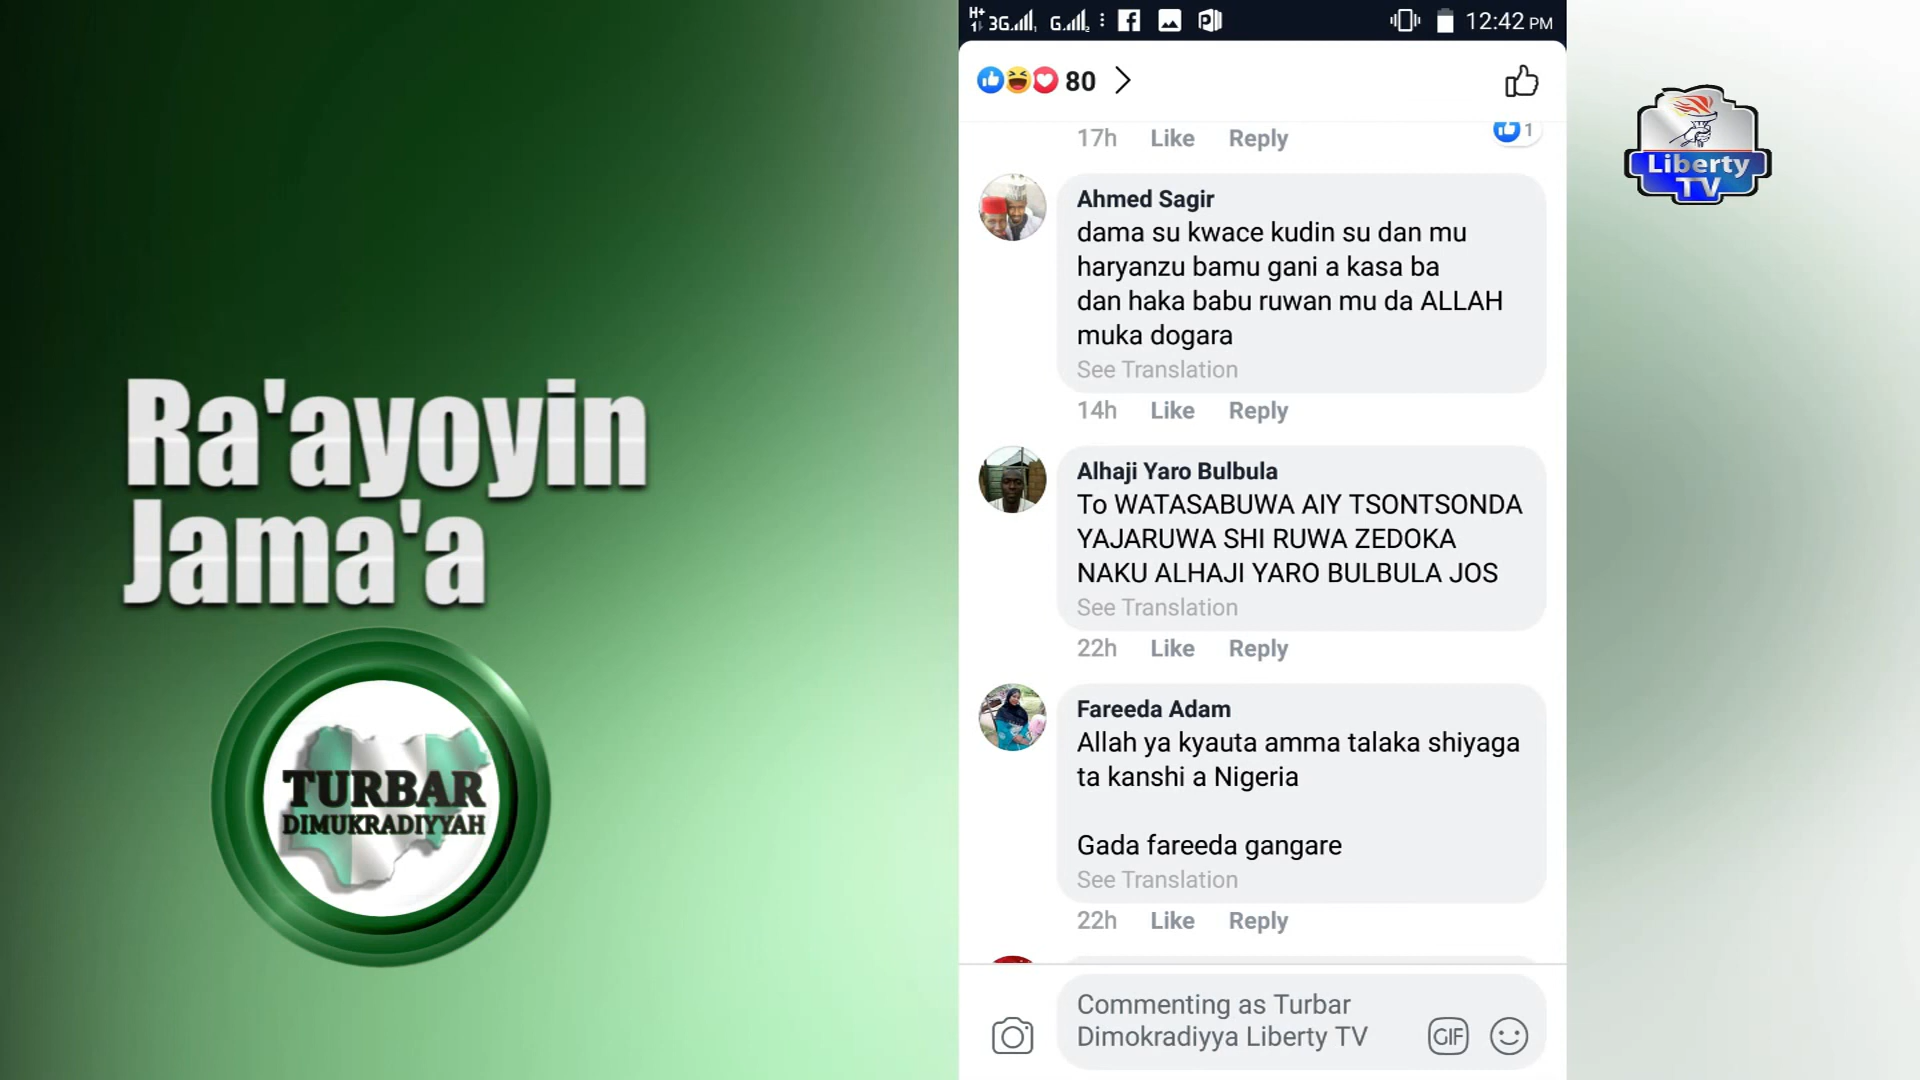 Ra'ayoyin
Jama'a
TURBAR
DIMUKRADIYYAH
H+ 3G G 12:42 PM
80
17h Like Reply 1
Ahmed Sagir
dama su kwace kudin su dan mu
haryanzu bamu gani a kasa ba
dan haka babu ruwan mu da ALLAH
muka dogara
See Translation
14h Like Reply
Alhaji Yaro Bulbula
To WATASABUWA AIY TSONTSONDA
YAJARUWA SHI RUWA ZEDOKA
NAKU ALHAJI YARO BULBULA JOS
See Translation
22h Like Reply
Fareeda Adam
Allah ya kyauta amma talaka shiyaga
ta kanshi a Nigeria
Gada fareeda gangare
See Translation
22h Like Reply
Commenting as Turbar
Dimokradiyya Liberty TV
GIF
Liberty
TV